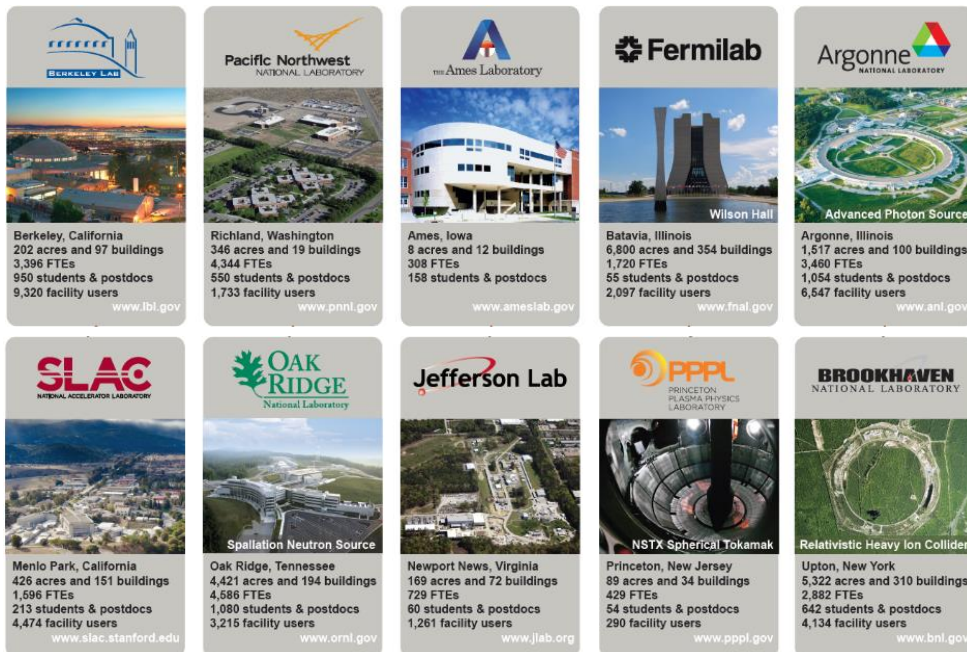 BERKELEY LAB
Berkeley, California
202 acres and 97 buildings
3,396 FTEs
950 students & postdocs
9,320 facility users
www.lbl.gov
Pacific Northwest
NATIONAL LABORATORY
Richland, Washington
346 acres and 19 buildings
4,344 FTEs
550 students & postdocs
1,733 facility users
www.pnnl.gov
THE Ames Laboratory
Ames, Iowa
8 acres and 12 buildings
308 FTEs
158 students & postdocs
www.ameslab.gov
Fermilab
Wilson Hall
Batavia, Illinois
6,800 acres and 354 buildings
1,720 FTEs
55 students & postdocs
2,097 facility users
www.fnal.gov
Argonne
NATIONAL LABORATORY
Advanced Photon Source
Argonne, Illinois
1,517 acres and 100 buildings
3,460 FTEs
1,054 students & postdocs
6,547 facility users
www.anl.gov
SLAC
NATIONAL ACCELERATOR LABORATORY
Menlo Park, California
426 acres and 151 buildings
1,596 FTEs
213 students & postdocs
4,474 facility users
www.slac.stanford.edu
OAK
RIDGE
National Laboratory
Spallation Neutron Source
Oak Ridge, Tennessee
4,421 acres and 194 buildings
4,586 FTEs
1,080 students & postdocs
3,215 facility users
www.ornl.gov
Jefferson Lab
Newport News, Virginia
169 acres and 72 buildings
729 FTEs
60 students & postdocs
1,261 facility users
www.jlab.org
PPPL
PRINCETON
PLASMA PHYSICS
LABORATORY
NSTX Spherical Tokamak
Princeton, New Jersey
89 acres and 34 buildings
429 FTEs
54 students & postdocs
290 facility users
www.pppl.gov
BROOKHAVEN
NATIONAL LABORATORY
Relativistic Heavy Ion Collider
Upton, New York
5,322 acres and 310 buildings
2,882 FTEs
642 students & postdocs
4,134 facility users
www.bnl.gov